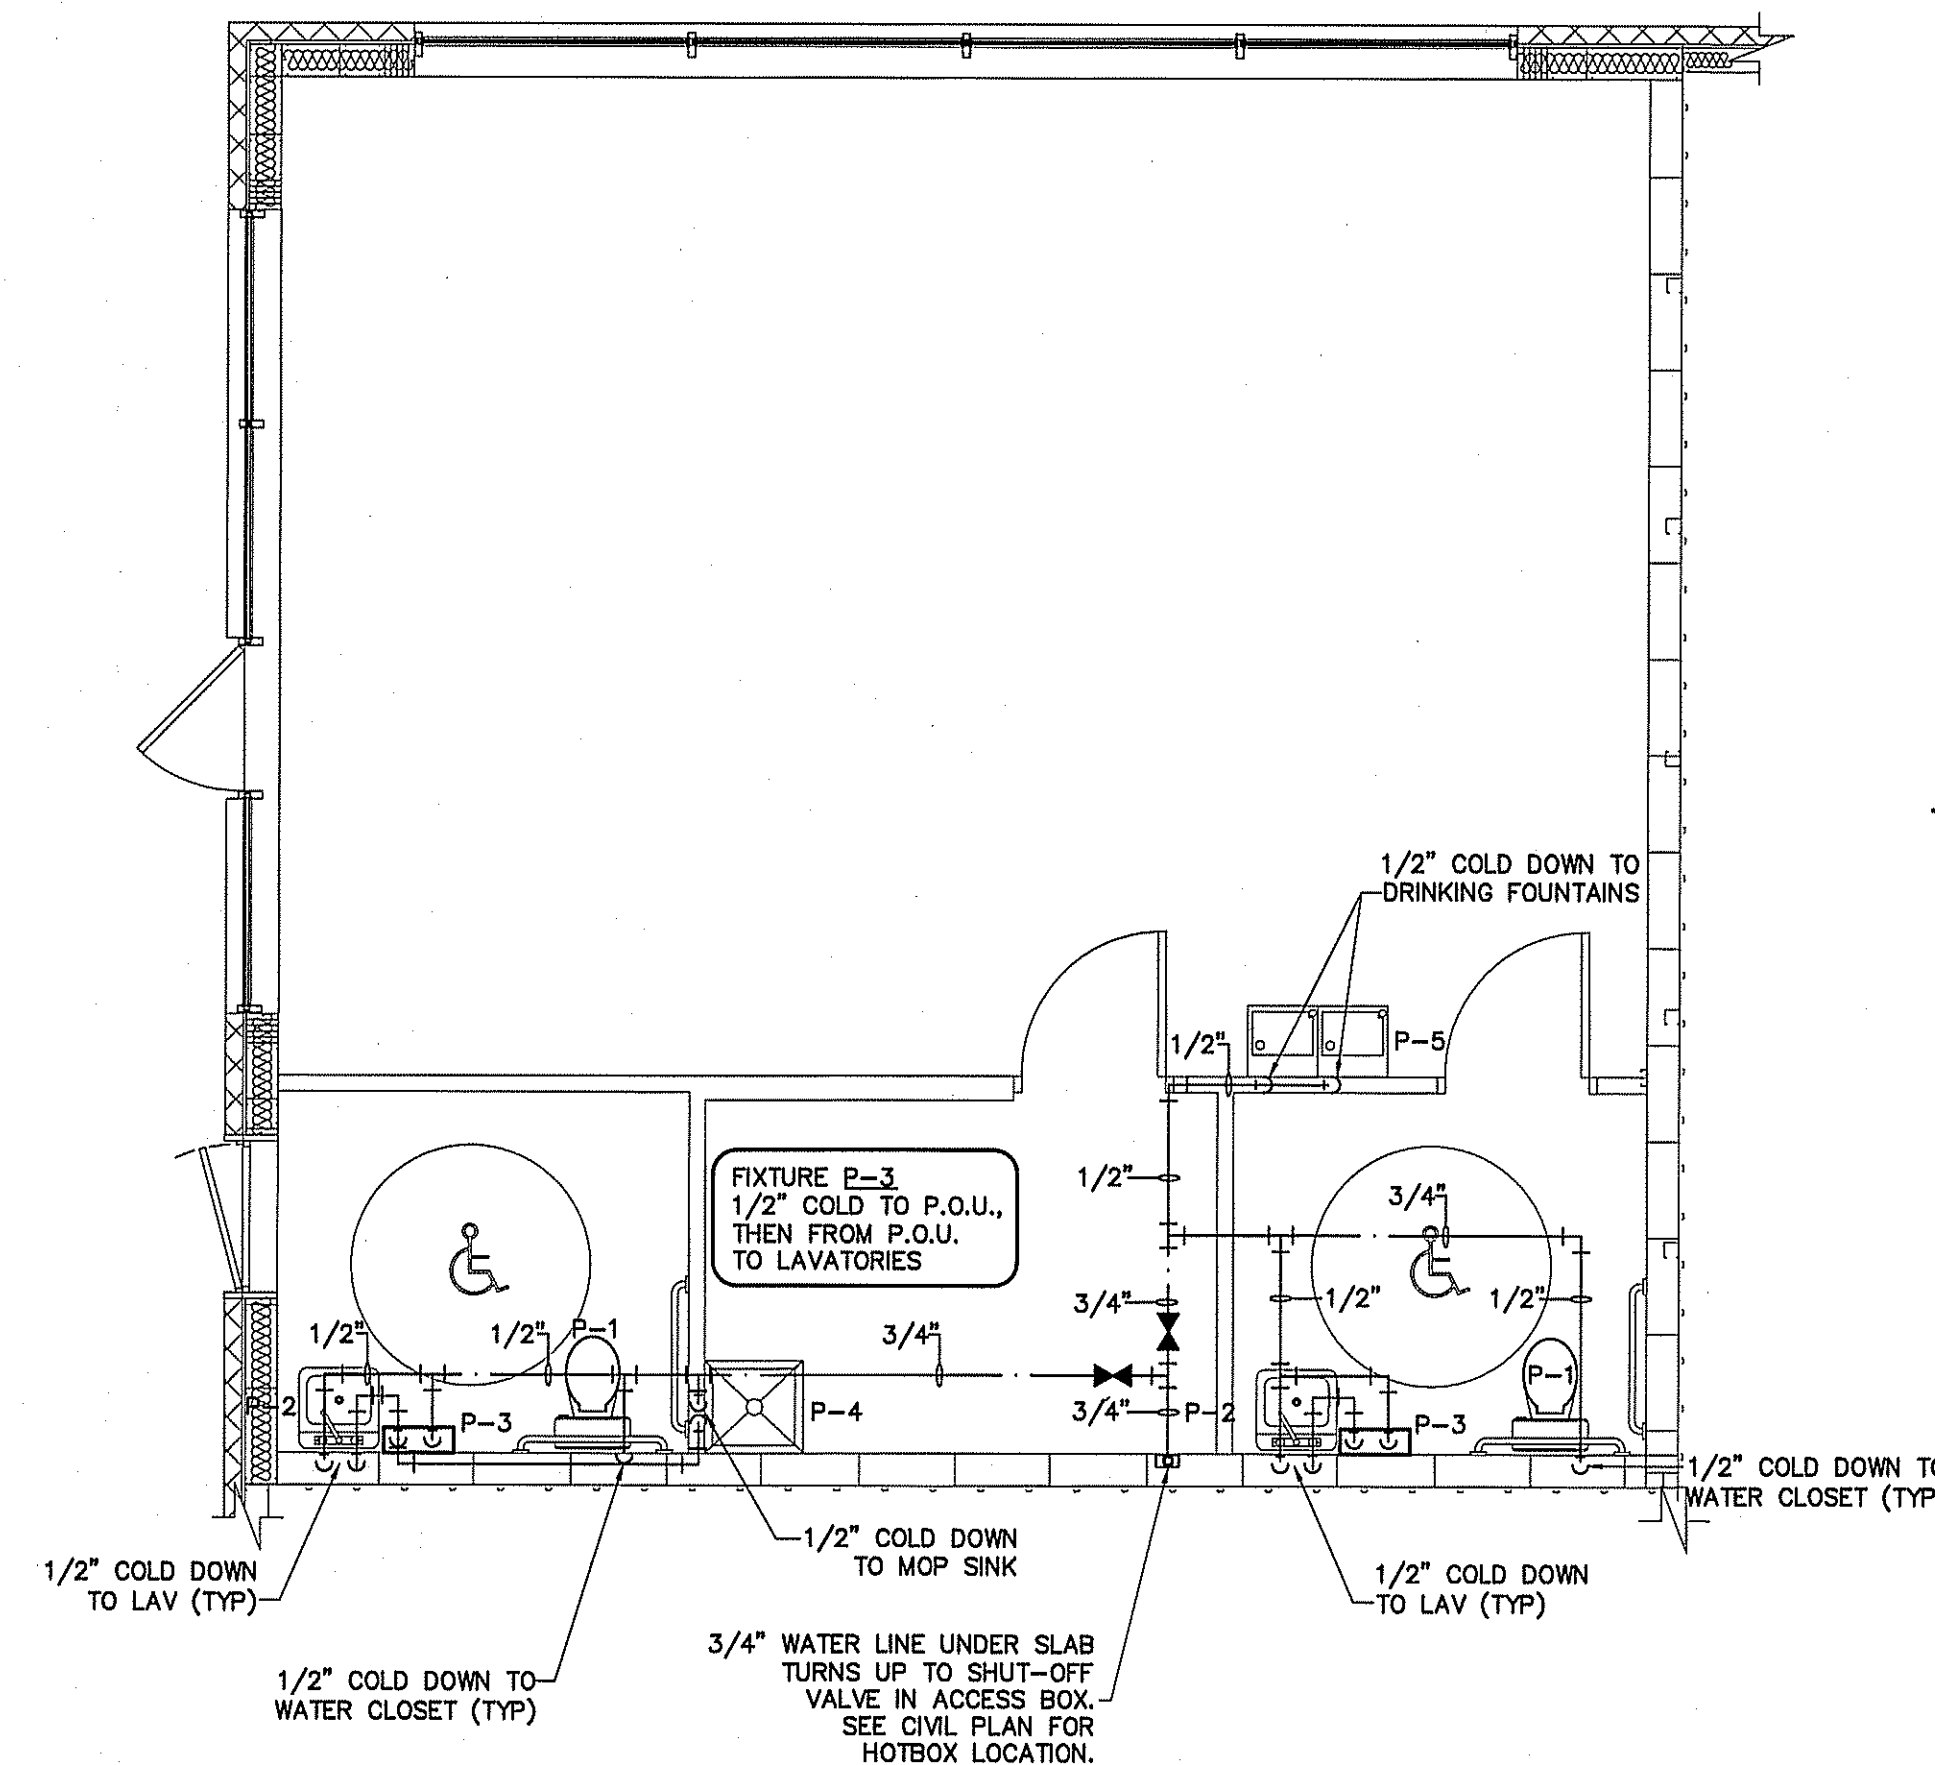 1/2" COLD DOWN TO
DRINKING FOUNTAINS
1/2"
P-5
FIXTURE P-3
1/2" COLD TO P.O.U.,
THEN FROM P.O.U.
TO LAVATORIES
1/2"
3/4"
3/4"
1/2"
1/2"
1/2"
1/2"
P-1
3/4"
P-2
P-3
P-4
3/4"
P-2
P-3
P-1
1/2" COLD DOWN TO
WATER CLOSET (TYP
1/2" COLD DOWN
TO MOP SINK
1/2" COLD DOWN
TO LAV (TYP)
1/2" COLD DOWN
TO LAV (TYP)
3/4" WATER LINE UNDER SLAB
TURNS UP TO SHUT-OFF
VALVE IN ACCESS BOX.
SEE CIVIL PLAN FOR
HOTBOX LOCATION.
1/2" COLD DOWN TO
WATER CLOSET (TYP)